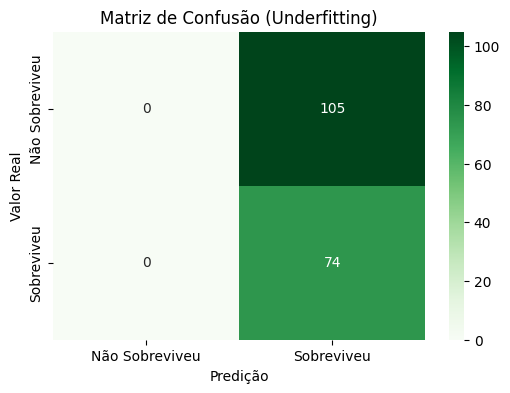 Matriz de Confusão (Underfitting)
Valor Real
Não Sobreviveu
Sobreviveu
0
105
0
74
Não Sobreviveu
Sobreviveu
Predição
100
80
60
40
20
0